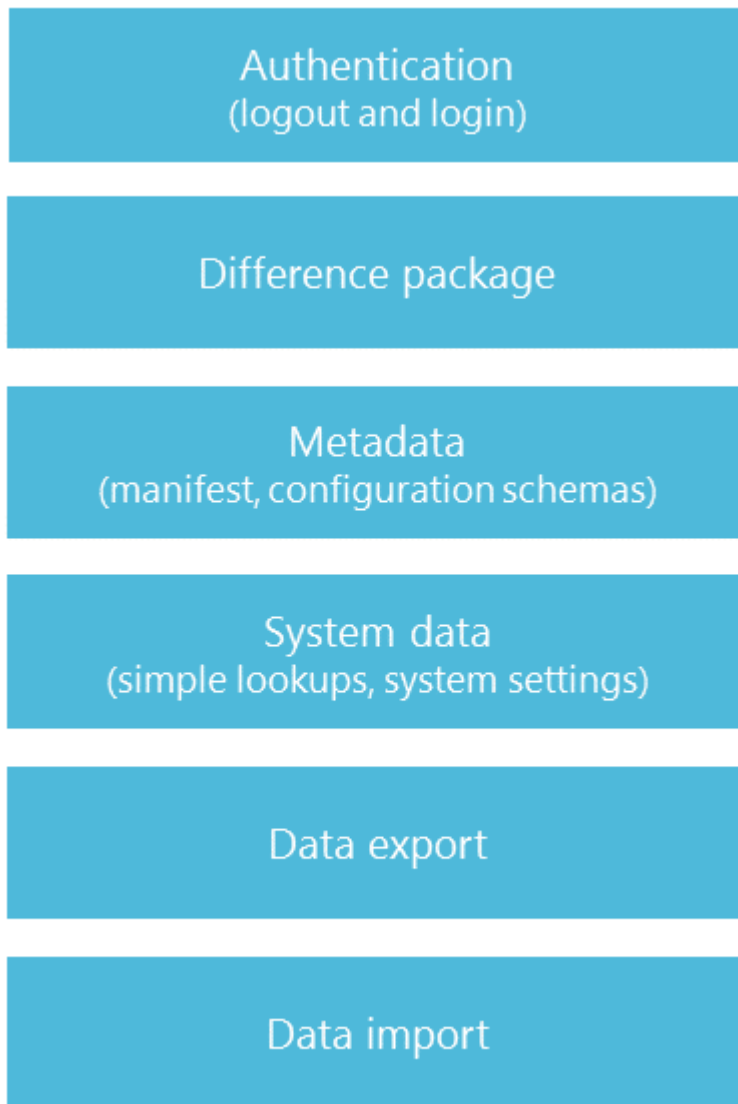 Authentication
(logout and login)
Difference package
Metadata
(manifest, configuration schemas)
System data
(simple lookups, system settings)
Data export
Data import